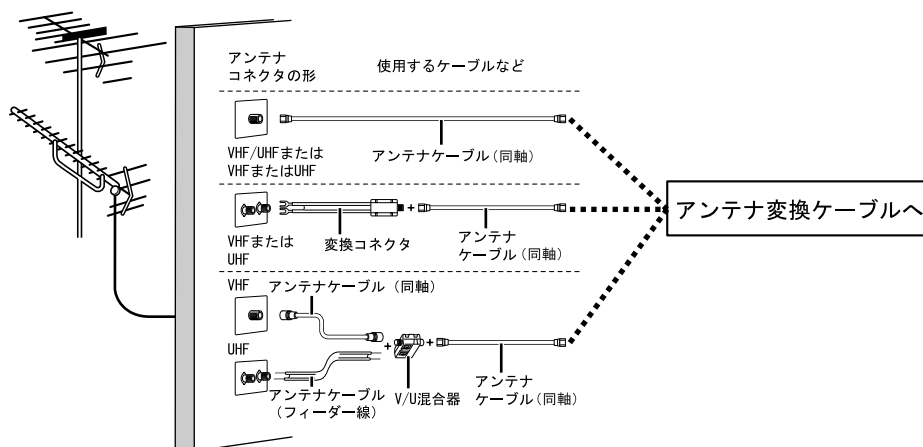 アンテナ
コネクタの形
使用するケーブルなど
アンテナケーブル(同軸)
VHF/UHFまたは
VHFまたはUHF
アンテナ変換ケーブルへ
+
変換コネクタ
アンテナ
ケーブル(同軸)
VHFまたは
UHF
VHF
アンテナケーブル(同軸)
UHF
+
+
アンテナケーブル
(フィーダー線)
V/U混合器
アンテナ
ケーブル(同軸)